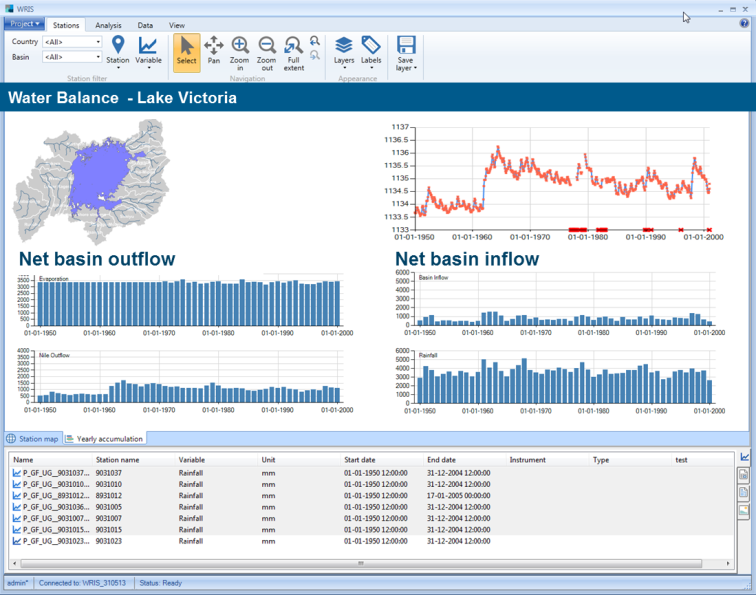 WRIS
Project Stations Analysis Data View
Country <All>
Basin <All>
Station Variable Select Pan Zoom in Zoom out Full extent Layers Labels Save layer
Station filter Navigation Appearance
Water Balance - Lake Victoria
1137
1136.5
1136
1135.5
1135
1134.5
1134
1133.5
1133
01-01-1950 01-01-1960 01-01-1970 01-01-1980 01-01-1990 01-01-2000
Net basin outflow
Evaporation
3500
3000
2500
2000
1500
1000
500
0
01-01-1950 01-01-1960 01-01-1970 01-01-1980 01-01-1990 01-01-2000
Nile Outflow
4000
3500
3000
2500
2000
1500
1000
500
0
01-01-1950 01-01-1960 01-01-1970 01-01-1980 01-01-1990 01-01-2000
Net basin inflow
Basin Inflow
6000
5000
4000
3000
2000
1000
0
01-01-1950 01-01-1960 01-01-1970 01-01-1980 01-01-1990 01-01-2000
Rainfall
6000
5000
4000
3000
2000
1000
0
01-01-1950 01-01-1960 01-01-1970 01-01-1980 01-01-1990 01-01-2000
Station map Yearly accumulation
Name Station name Variable Unit Start date End date Instrument Type test
P_GF_UG__9031037... 9031037 Rainfall mm 01-01-1950 12:00:00 31-12-2004 12:00:00
P_GF_UG__9031010... 9031010 Rainfall mm 01-01-1950 12:00:00 31-12-2004 12:00:00
P_GF_UG__8931012... 8931012 Rainfall mm 01-01-1950 12:00:00 17-01-2005 00:00:00
P_GF_UG__9031036... 9031005 Rainfall mm 01-01-1950 12:00:00 31-12-2004 12:00:00
P_GF_UG__9031007... 9031007 Rainfall mm 01-01-1950 12:00:00 31-12-2004 12:00:00
P_GF_UG__9031015... 9031015 Rainfall mm 01-01-1950 12:00:00 31-12-2004 12:00:00
P_GF_UG__9031023... 9031023 Rainfall mm 01-01-1950 12:00:00 31-12-2004 12:00:00
admin* Connected to: WRIS_310513 Status: Ready